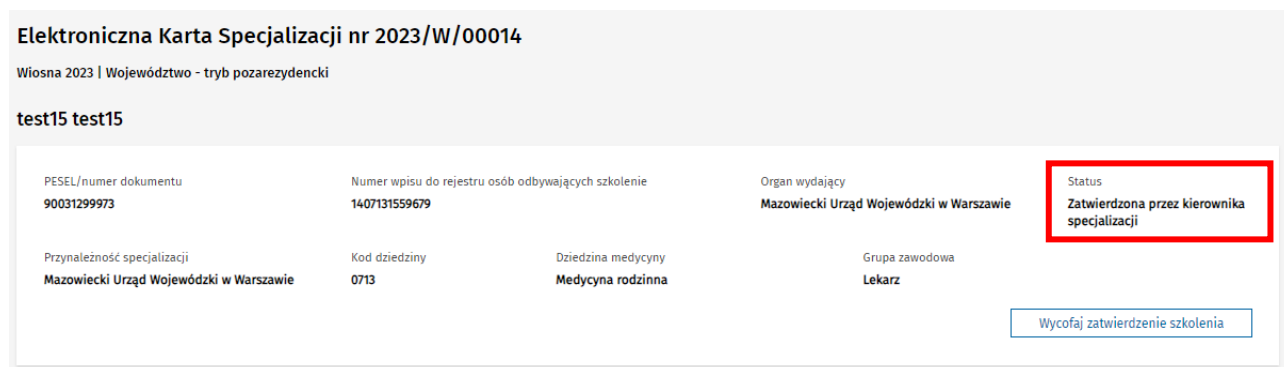 Elektroniczna Karta Specjalizacji nr 2023/W/00014
Wiosna 2023 | Województwo - tryb pozarezydencki
test15 test15
PESEL/numer dokumentu
90031299973
Numer wpisu do rejestru osób odbywających szkolenie
1407131559679
Organ wydający
Mazowiecki Urząd Wojewódzki w Warszawie
Status
Zatwierdzona przez kierownika
specjalizacji
Przynależność specjalizacji
Mazowiecki Urząd Wojewódzki w Warszawie
Kod dziedziny
0713
Dziedzina medycyny
Medycyna rodzinna
Grupa zawodowa
Lekarz
Wycofaj zatwierdzenie szkolenia